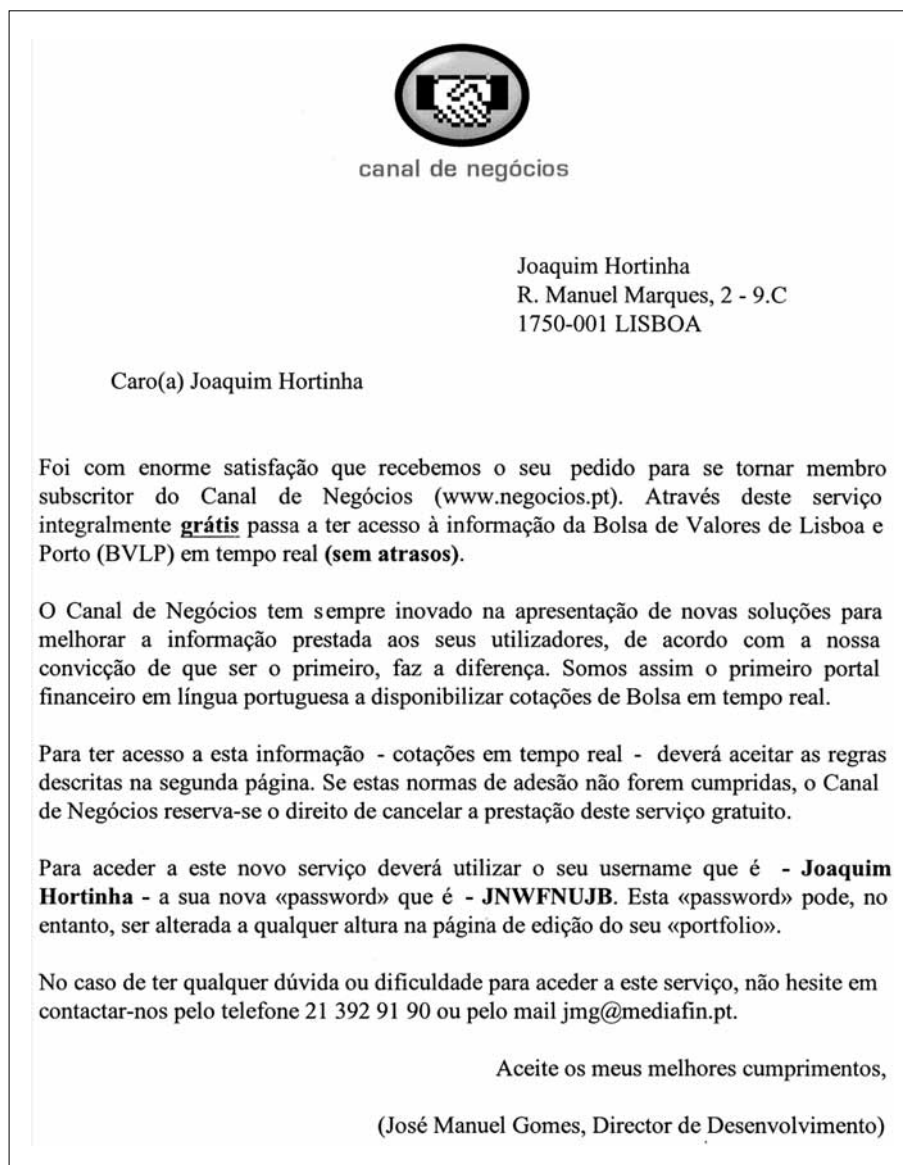 canal de negócios
Joaquim Hortinha
R. Manuel Marques, 2 - 9.C
1750-001 LISBOA
Caro(a) Joaquim Hortinha
Foi com enorme satisfação que recebemos o seu pedido para se tornar membro
subscritor do Canal de Negócios (www.negocios.pt). Através deste serviço
integralmente grátis passa a ter acesso à informação da Bolsa de Valores de Lisboa e
Porto (BVLP) em tempo real (sem atrasos).
O Canal de Negócios tem sempre inovado na apresentação de novas soluções para
melhorar a informação prestada aos seus utilizadores, de acordo com a nossa
convicção de que ser o primeiro, faz a diferença. Somos assim o primeiro portal
financeiro em língua portuguesa a disponibilizar cotações de Bolsa em tempo real.
Para ter acesso a esta informação - cotações em tempo real - deverá aceitar as regras
descritas na segunda página. Se estas normas de adesão não forem cumpridas, o Canal
de Negócios reserva-se o direito de cancelar a prestação deste serviço gratuito.
Para aceder a este novo serviço deverá utilizar o seu username que é - Joaquim
Hortinha - a sua nova «password» que é - JNWFNUJB. Esta «password» pode, no
entanto, ser alterada a qualquer altura na página de edição do seu «portfolio».
No caso de ter qualquer dúvida ou dificuldade para aceder a este serviço, não hesite em
contactar-nos pelo telefone 21 392 91 90 ou pelo mail jmg@mediafin.pt.
Aceite os meus melhores cumprimentos,
(José Manuel Gomes, Director de Desenvolvimento)